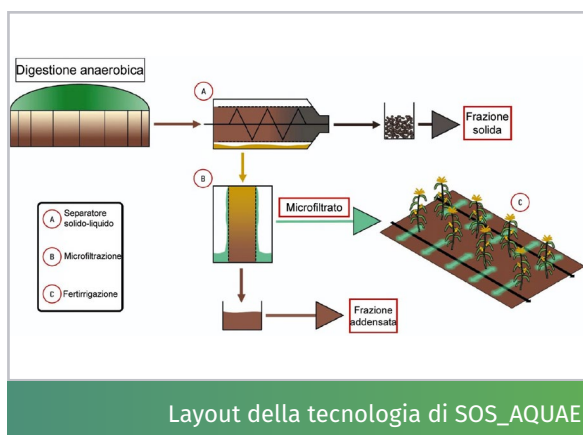 Digestione anaerobica
A
Frazione
solida
B
Microfiltrato
C
A Separatore
solido-liquido
B Microfiltrazione
C Fertirrigazione
Frazione
addensata
Layout della tecnologia di SOS_AQUAE